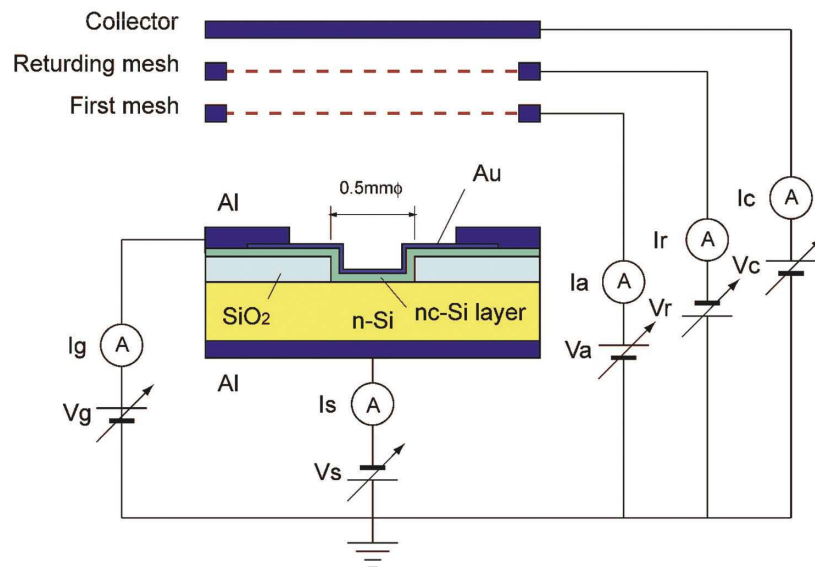 Collector
Returding mesh
First mesh
Au
0.5mmϕ
Al
Ic
A
Ir
A
Vc
Ia
A
Vr
SiO₂
n-Si
nc-Si layer
Ig
A
Va
Al
Is
A
Vg
Vs